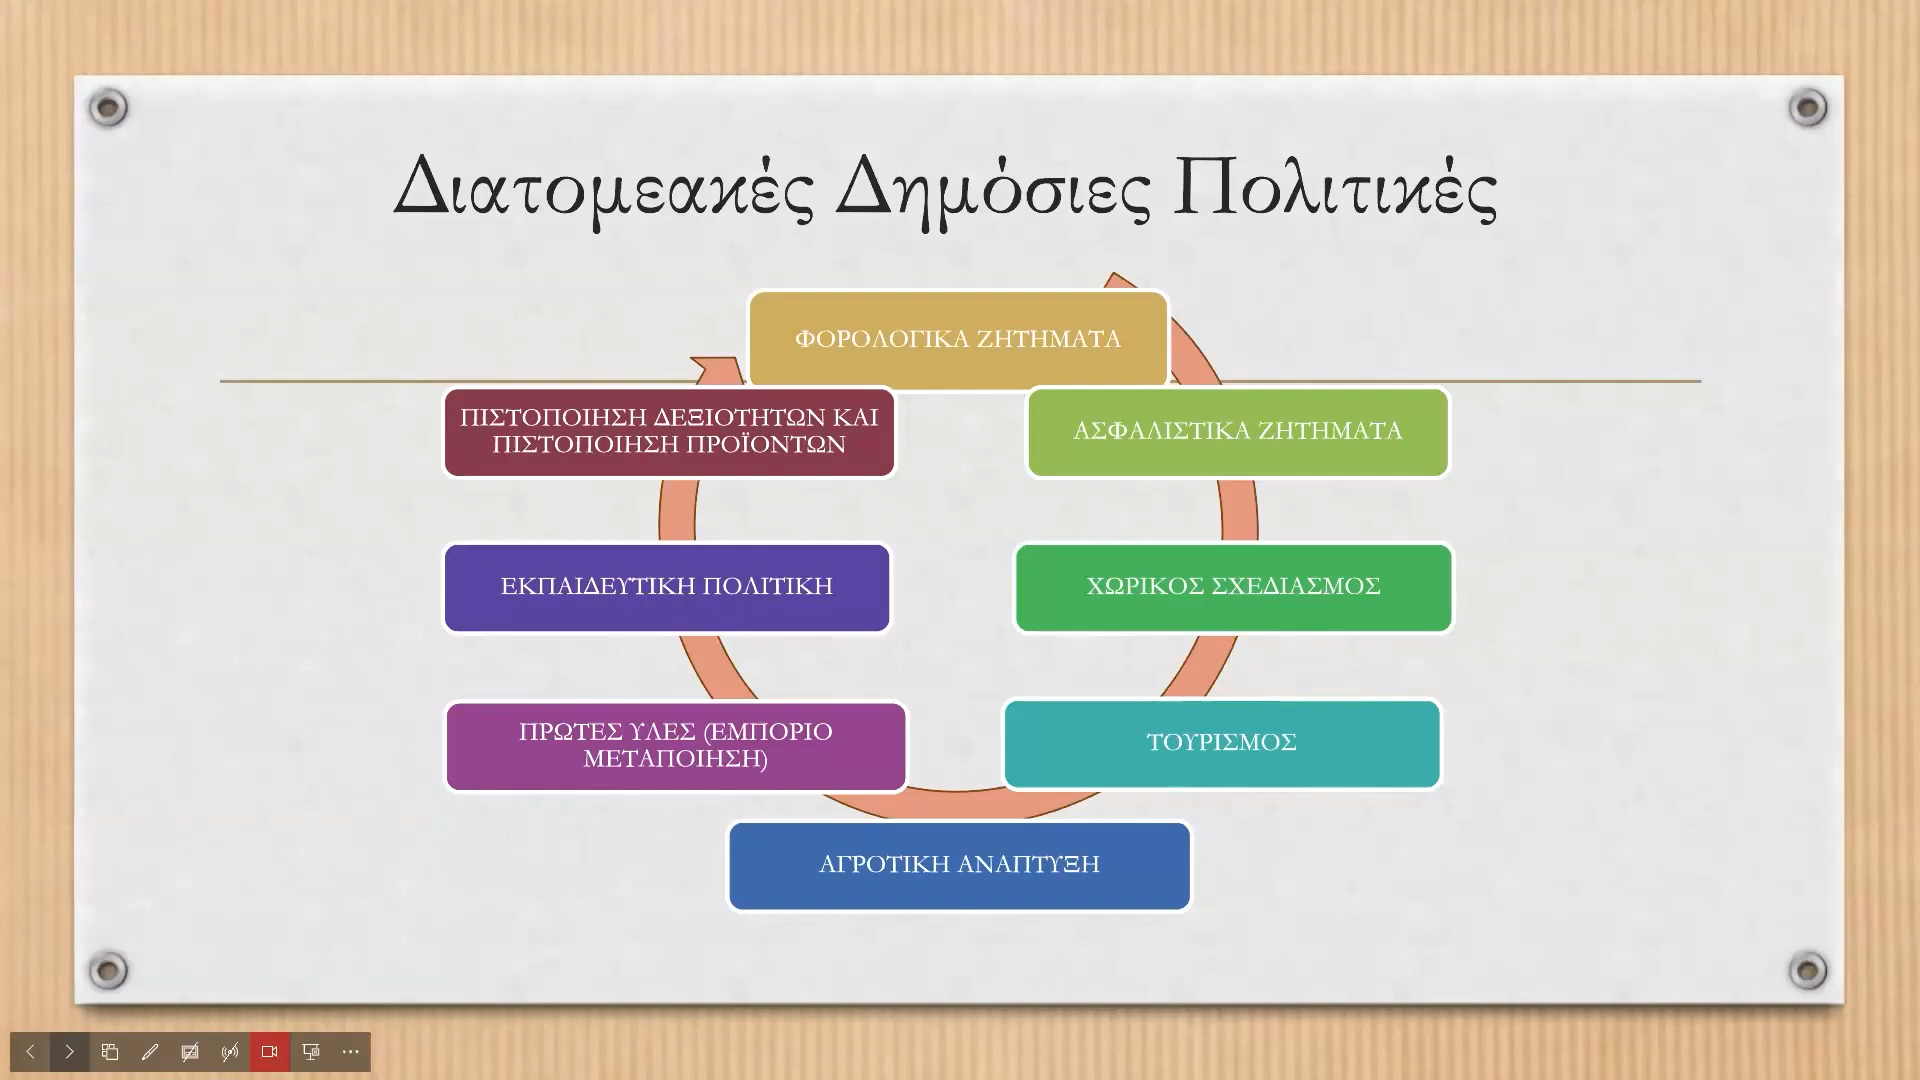 Διατομεακές Δημόσιες Πολιτικές
ΦΟΡΟΛΟΓΙΚΑ ΖΗΤΗΜΑΤΑ
ΑΣΦΑΛΙΣΤΙΚΑ ΖΗΤΗΜΑΤΑ
ΧΩΡΙΚΟΣ ΣΧΕΔΙΑΣΜΟΣ
ΤΟΥΡΙΣΜΟΣ
ΑΓΡΟΤΙΚΗ ΑΝΑΠΤΥΞΗ
ΠΡΩΤΕΣ ΥΛΕΣ (ΕΜΠΟΡΙΟ
ΜΕΤΑΠΟΙΗΣΗ)
ΕΚΠΑΙΔΕΥΤΙΚΗ ΠΟΛΙΤΙΚΗ
ΠΙΣΤΟΠΟΙΗΣΗ ΔΕΞΙΟΤΗΤΩΝ ΚΑΙ
ΠΙΣΤΟΠΟΙΗΣΗ ΠΡΟΪΟΝΤΩΝ